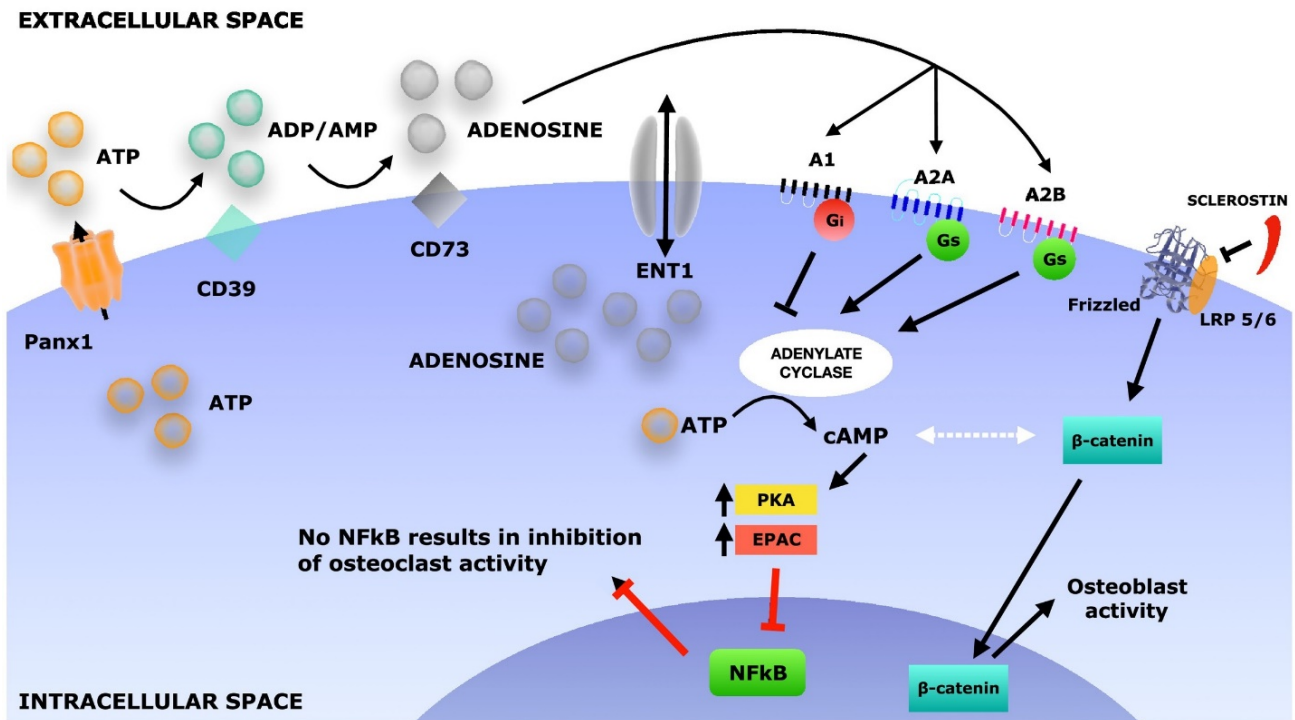 EXTRACELLULAR SPACE
ATP
ADP/AMP
ADENOSINE
A1
A2A
A2B
SCLEROSTIN
Gi
Gs
Gs
CD73
CD39
ENT1
Frizzled
LRP 5/6
Panx1
ADENOSINE
ADENYLATE
CYCLASE
ATP
ATP
cAMP
β-catenin
PKA
EPAC
No NFkB results in inhibition
of osteoclast activity
Osteoblast
activity
NFkB
β-catenin
INTRACELLULAR SPACE